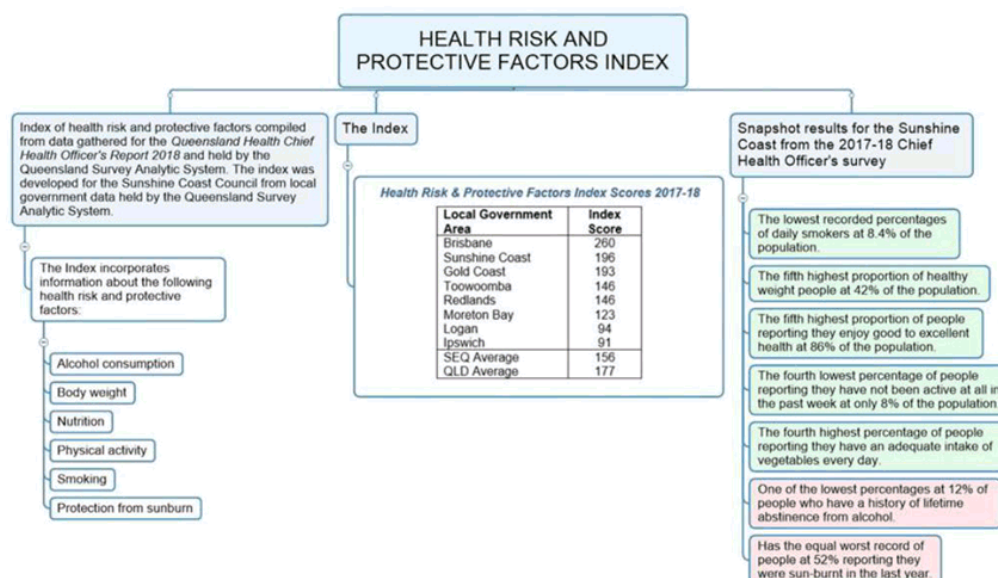 HEALTH RISK AND
PROTECTIVE FACTORS INDEX
Index of health risk and protective factors compiled
from data gathered for the Queensland Health Chief
Health Officer's Report 2018 and held by the
Queensland Survey Analytic System. The index was
developed for the Sunshine Coast Council from local
government data held by the Queensland Survey
Analytic System.
The Index incorporates
information about the following
health risk and protective
factors:
Alcohol consumption
Body weight
Nutrition
Physical activity
Smoking
Protection from sunburn
The Index
Health Risk & Protective Factors Index Scores 2017-18
Local Government Index
Area Score
Brisbane 260
Sunshine Coast 196
Gold Coast 193
Toowoomba 146
Redlands 146
Moreton Bay 123
Logan 94
Ipswich 91
SEQ Average 156
QLD Average 177
Snapshot results for the Sunshine
Coast from the 2017-18 Chief
Health Officer's survey
The lowest recorded percentages
of daily smokers at 8.4% of the
population.
The fifth highest proportion of healthy
weight people at 42% of the population.
The fifth highest proportion of people
reporting they enjoy good to excellent
health at 86% of the population.
The fourth lowest percentage of people
reporting they have not been active at all in
the past week at only 8% of the population
The fourth highest percentage of people
reporting they have an adequate intake of
vegetables every day.
One of the lowest percentages at 12% of
people who have a history of lifetime
abstinence from alcohol.
Has the equal worst record of
people at 52% reporting they
were sun-burnt in the last year.